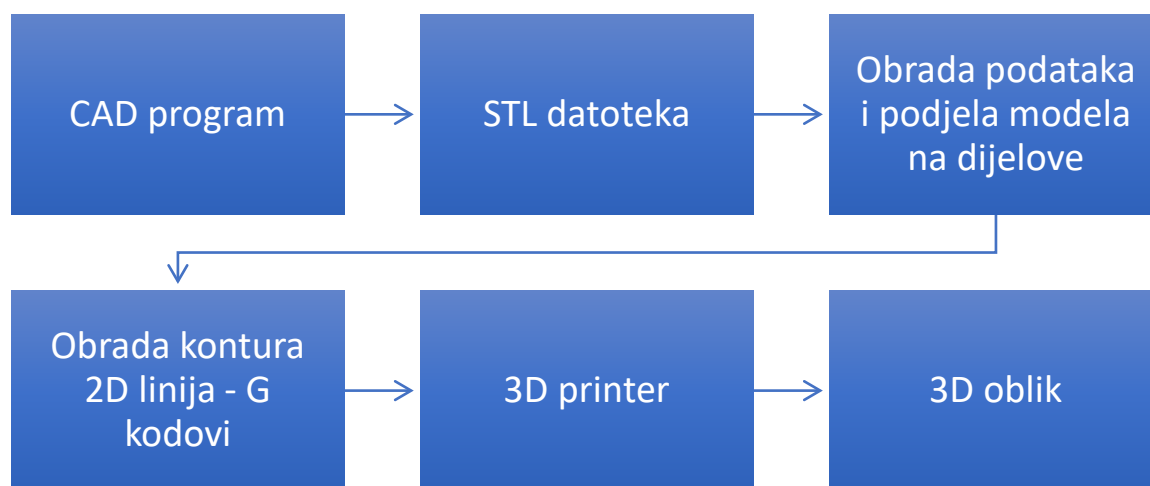 CAD program
STL datoteka
Obrada podataka
i podjela modela
na dijelove
Obrada kontura
2D linija - G
kodovi
3D printer
3D oblik